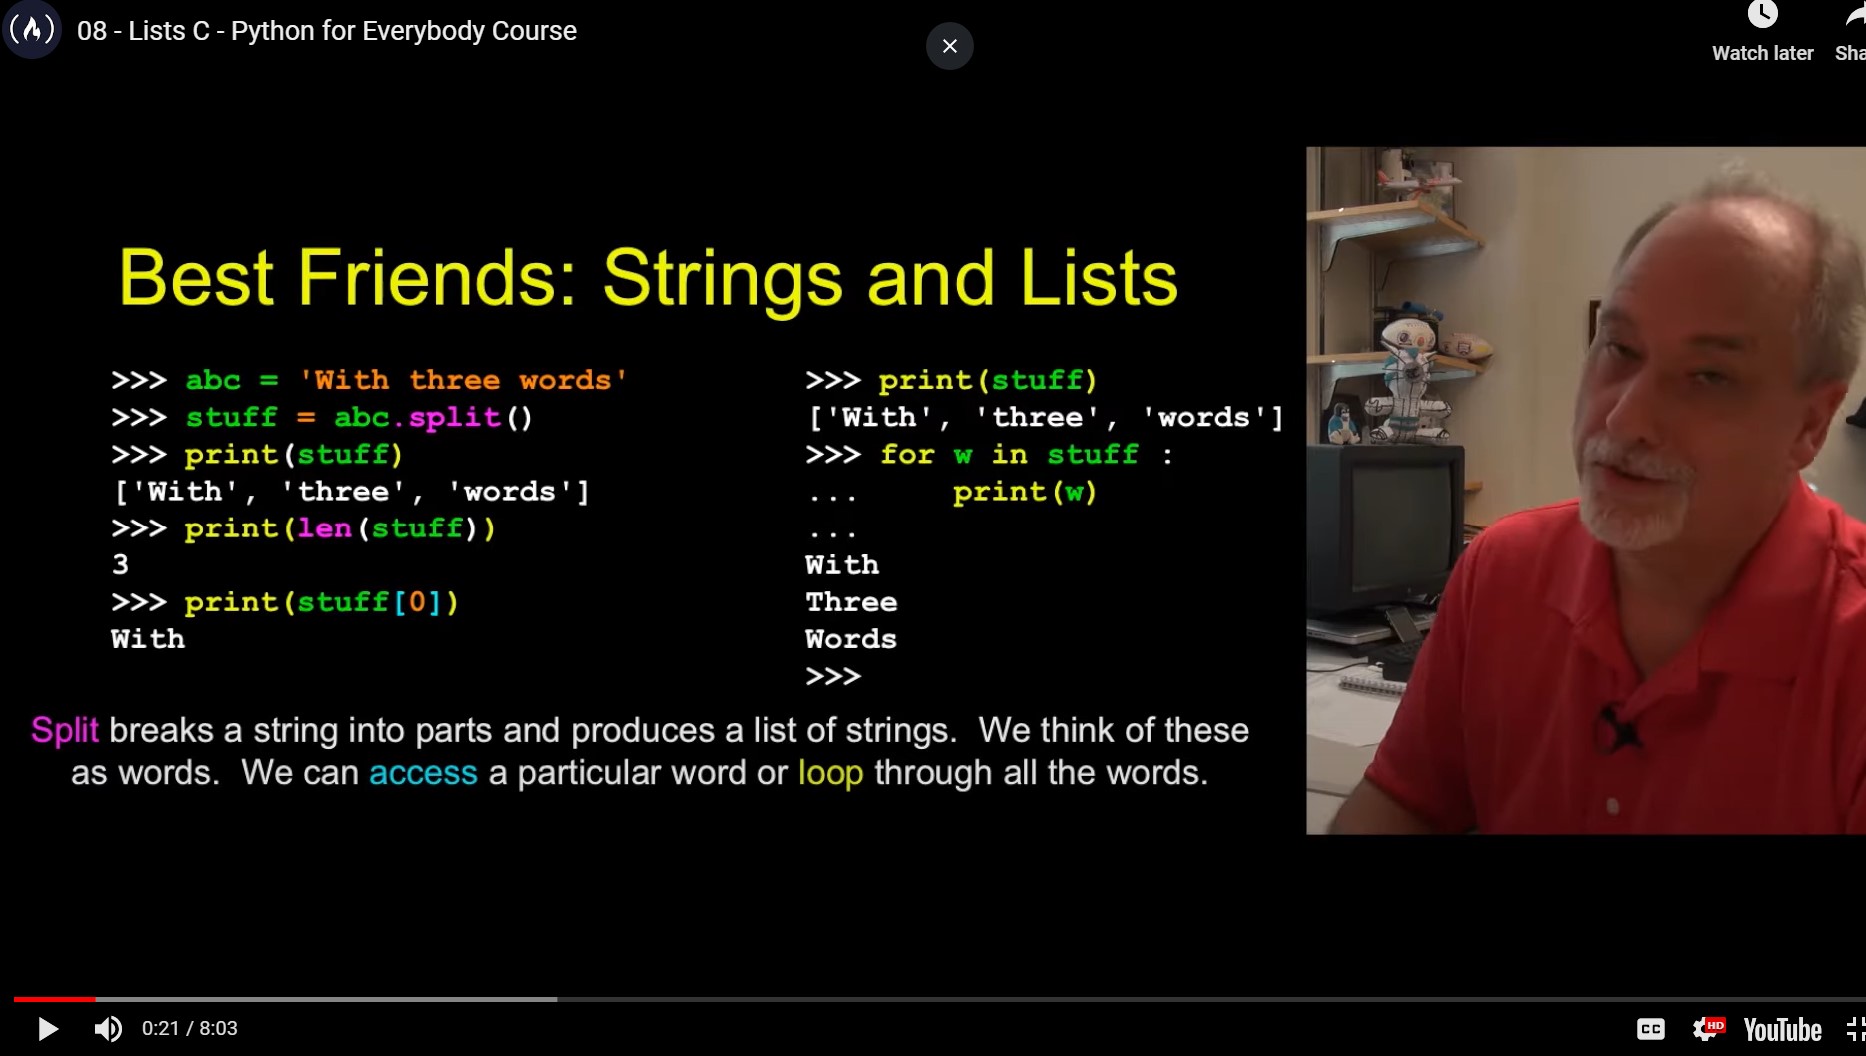 08 - Lists C - Python for Everybody Course
Watch later
Sha
Best Friends: Strings and Lists
>>> abc = 'With three words'
>>> stuff = abc.split()
>>> print(stuff)
['With', 'three', 'words']
>>> print(len(stuff))
3
>>> print(stuff[0])
With
>>> print(stuff)
['With', 'three', 'words']
>>> for w in stuff :
...     print(w)
...
With
Three
Words
>>>
Split breaks a string into parts and produces a list of strings.  We think of these
as words.  We can access a particular word or loop through all the words.
0:21 / 8:03
CC
HD
YouTube